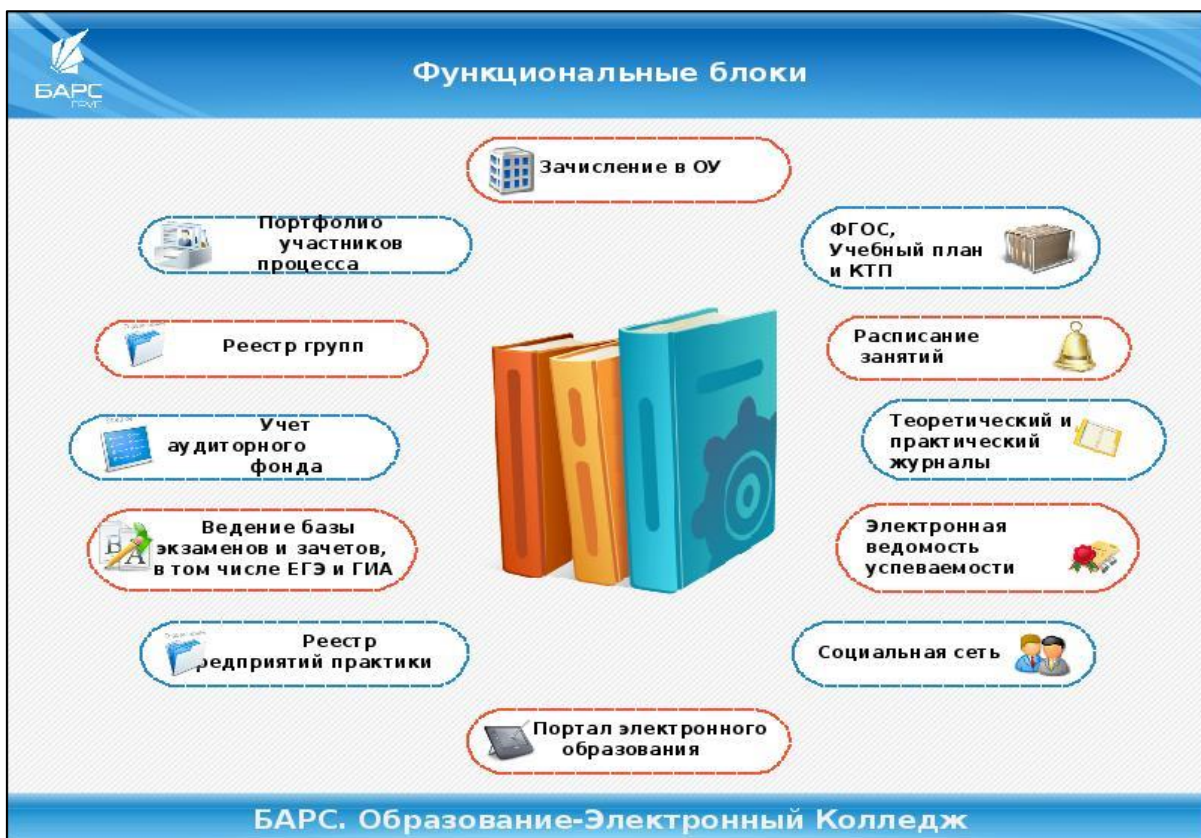 БАРС
ГРУП
Функциональные блоки
Зачисление в ОУ
Портфолио
участников
процесса
ФГОС,
Учебный план
и КТП
Реестр групп
Расписание
занятий
Учет
аудиторного
фонда
Теоретический и
практический
журналы
Ведение базы
экзаменов и зачетов,
в том числе ЕГЭ и ГИА
Электронная
ведомость
успеваемости
Реестр
редприятий практики
Социальная сеть
Портал электронного
образования
БАРС. Образование-Электронный Колледж